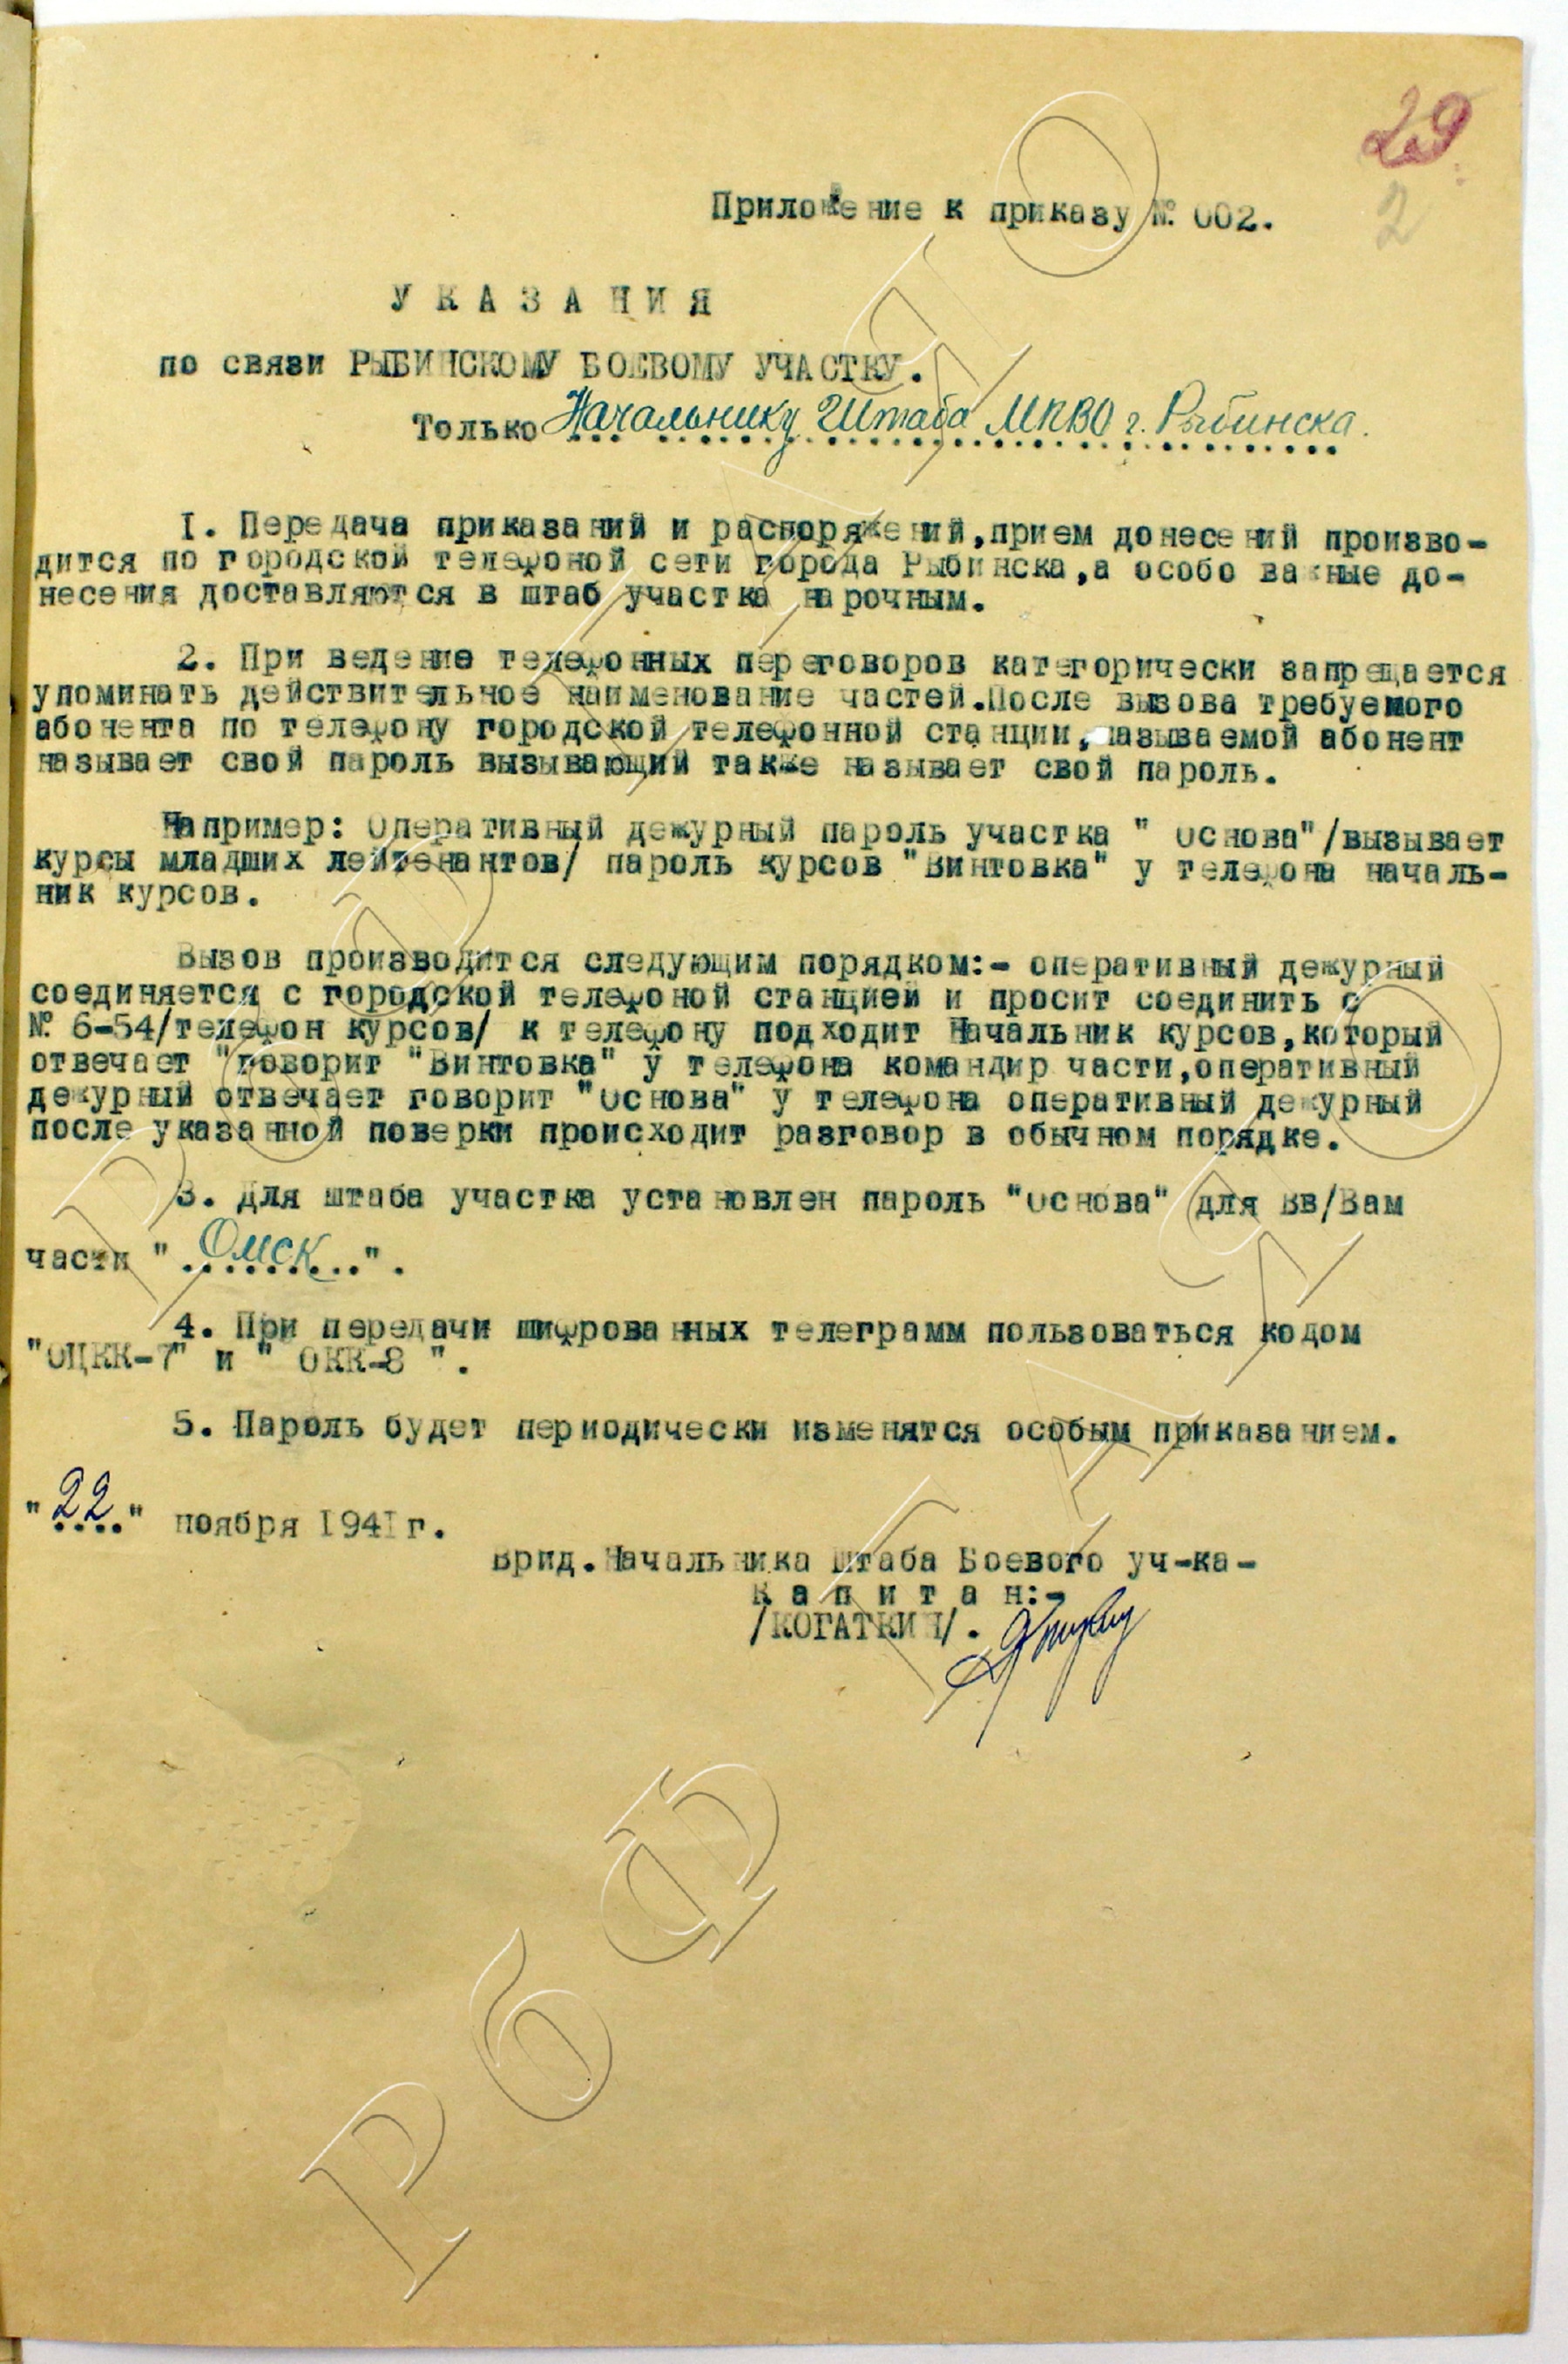 29
2
Приложение к приказу № 002.
У К А З А Н И Я
по связи РЫБИНСКОМУ БОЕВОМУ УЧАСТКУ.
Только Начальнику Штаба МПВО г. Рыбинска.
I. Передача приказаний и распоряжений,прием донесений произво-
дится по городской телефоной сети города Рыбинска,а особо важные до-
несения доставляются в штаб участка нарочным.
2. При ведение телефонных переговоров категорически запрещается
упоминать действительное наименование частей.После вызова требуемого
абонента по телефону городской телефонной станции, называемой абонент
называет свой пароль вызывающий также называет свой пароль.
Например: Оперативный дежурный пароль участка " Основа"/вызывает
курсы младших лейтенантов/ пароль курсов "Винтовка" у телефона началь-
ник курсов.
Вызов производится следующим порядком:- оперативный дежурный
соединяется с городской телефоной станцией и просит соединить с
№ 6-54/телефон курсов/ к телефону подходит Начальник курсов,который
отвечает "говорит "Винтовка" у телефона командир части,оперативный
дежурный отвечает говорит "Основа" у телефона оперативный дежурный
после указанной поверки происходит разговор в обычном порядке.
3. Для штаба участка установлен пароль "Основа" для Вв/Вам
части "Омск".
4. При передачи шифрованных телеграмм пользоваться кодом
"ОЦКК-7" и " ОКК-8 ".
5. Пароль будет периодически изменятся особым приказанием.
"22" ноября I94I г.
Врид.Начальника Штаба Боевого уч-ка-
К а п и т а н:-
/КОГАТКИН/.